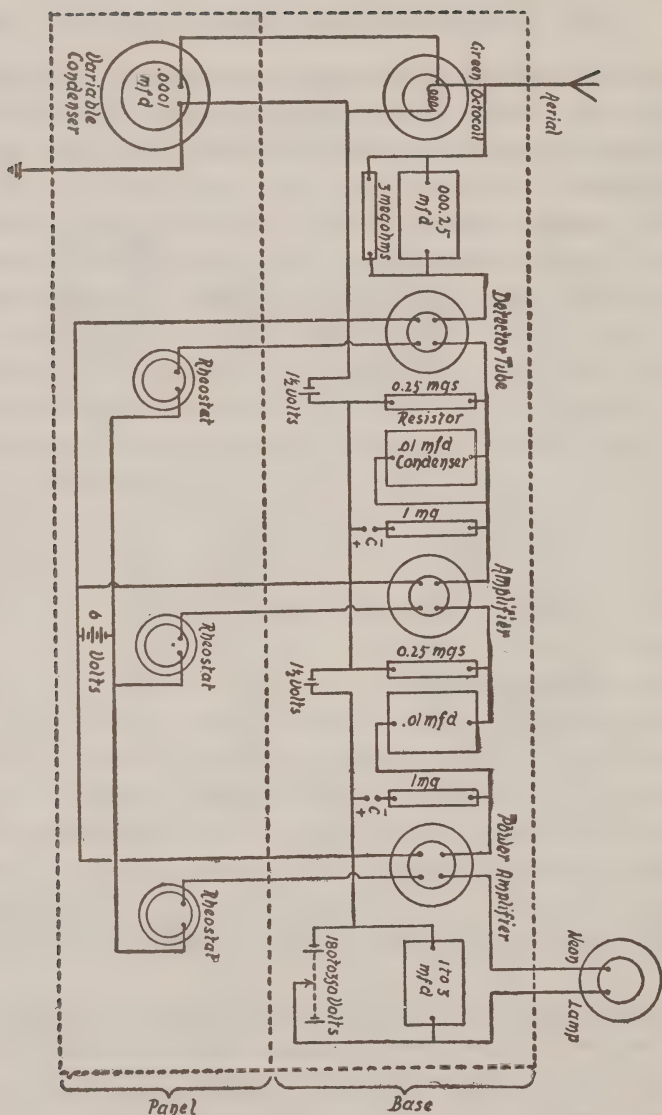 Aerial
Neon Lamp
Green Octocoil
Detector Tube
Amplifier
Power Amplifier
000.25
mfd
3 megohms
0.25 mgs
Resistor
.01 mfd
Condenser
1 mg
- C +
0.25 mgs
.01 mfd
1 mg
- C +
1 TO 3
mfd
1½ Volts
1½ Volts
180 TO 350 Volts
Base
.0001
mfd
Variable
Condenser
Rheostat
Rheostat
Rheostat
6 Volts
Panel